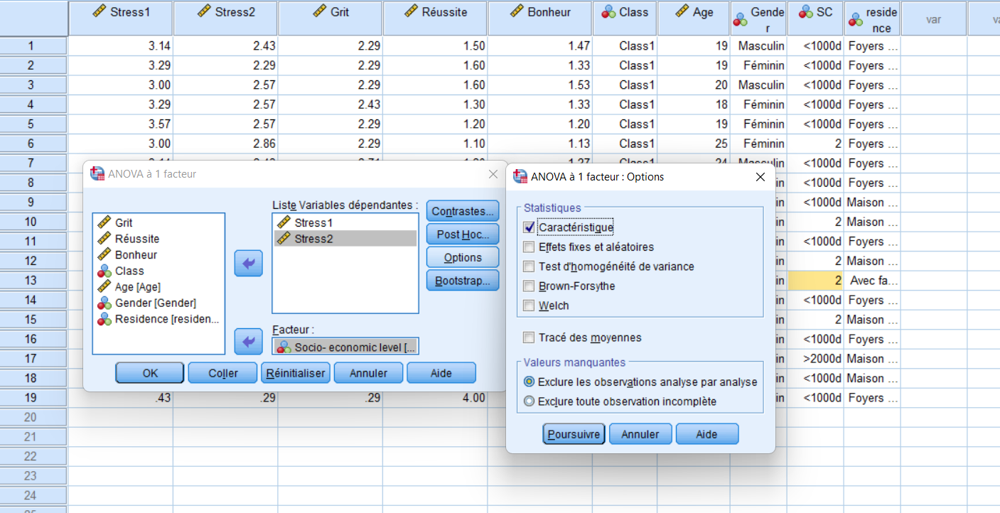 Stress1 Stress2 Grit Réussite Bonheur Class Age Gende r SC reside nce var
1 3.14 2.43 2.29 1.50 1.47 Class1 19 Masculin <1000d Foyers ...
2 3.29 2.29 2.29 1.60 1.33 Class1 19 Féminin <1000d Foyers ...
3 3.00 2.57 2.29 1.60 1.53 Class1 20 Masculin <1000d Foyers ...
4 3.29 2.57 2.43 1.30 1.33 Class1 18 Féminin <1000d Foyers ...
5 3.57 2.57 2.29 1.20 1.20 Class1 19 Féminin <1000d Foyers ...
6 3.00 2.86 2.29 1.10 1.13 Class1 25 Féminin 2 Foyers ...
7 <1000d Foyers ...
8 in <1000d Foyers ...
9 in <1000d Maison ...
10 in 2 Maison ...
11 in <1000d Foyers ...
12 in 2 Maison ...
13 in 2 Avec fa...
14 in <1000d Foyers ...
15 in 2 Maison ...
16 in <1000d Foyers ...
17 in >2000d Maison ...
18 in <1000d Maison ...
19 .43 .29 .29 4.00 in <1000d Foyers ...
20
21
22
23
24
ANOVA à 1 facteur
Liste Variables dépendantes :
Grit
Réussite
Bonheur
Class
Age [Age]
Gender [Gender]
Residence [residen...
Stress1
Stress2
Contrastes...
Post Hoc...
Options
Bootstrap...
Facteur :
Socio- economic level [...
OK Coller Réinitialiser Annuler Aide
ANOVA à 1 facteur : Options
Statistiques
Caractéristique
Effets fixes et aléatoires
Test d'homogénéité de variance
Brown-Forsythe
Welch
Tracé des moyennes
Valeurs manquantes
Exclure les observations analyse par analyse
Exclure toute observation incomplète
Poursuivre Annuler Aide